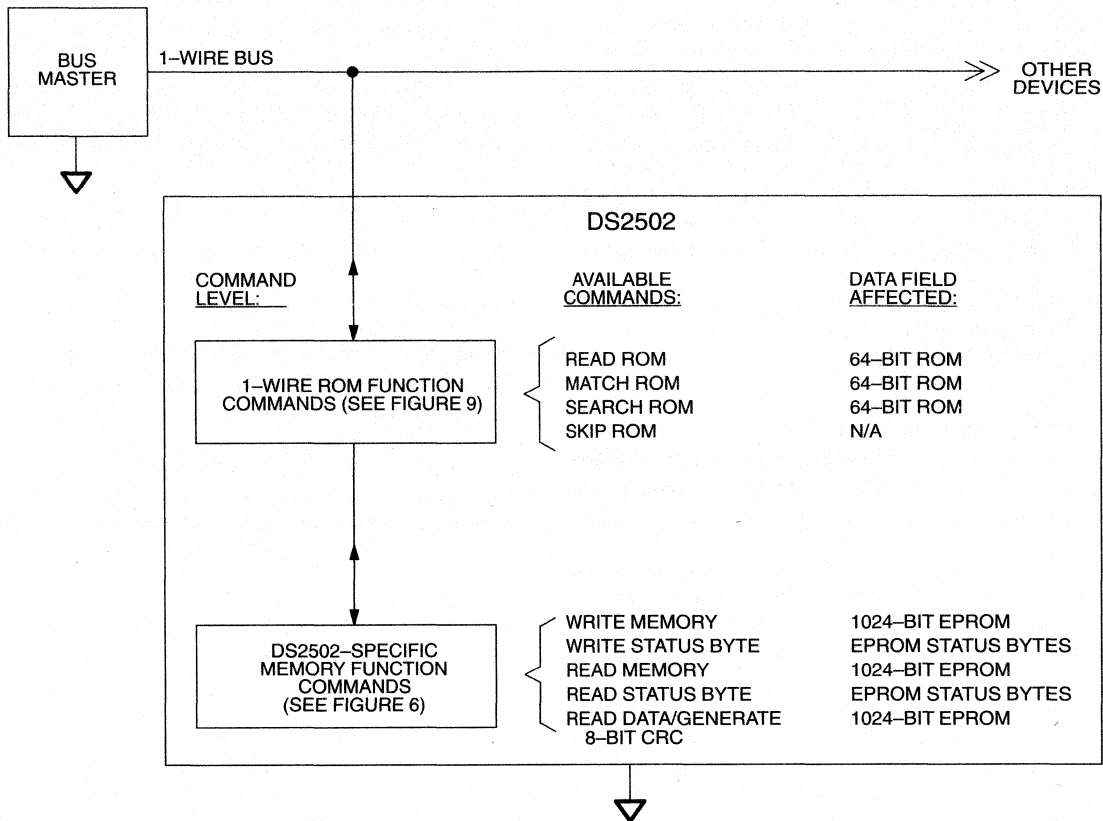 BUS
MASTER
1–WIRE BUS
OTHER
DEVICES
DS2502
COMMAND
LEVEL:
AVAILABLE
COMMANDS:
DATA FIELD
AFFECTED:
1–WIRE ROM FUNCTION
COMMANDS (SEE FIGURE 9)
READ ROM 64–BIT ROM
MATCH ROM 64–BIT ROM
SEARCH ROM 64–BIT ROM
SKIP ROM N/A
DS2502–SPECIFIC
MEMORY FUNCTION
COMMANDS
(SEE FIGURE 6)
WRITE MEMORY 1024–BIT EPROM
WRITE STATUS BYTE EPROM STATUS BYTES
READ MEMORY 1024–BIT EPROM
READ STATUS BYTE EPROM STATUS BYTES
READ DATA/GENERATE 1024–BIT EPROM
8–BIT CRC